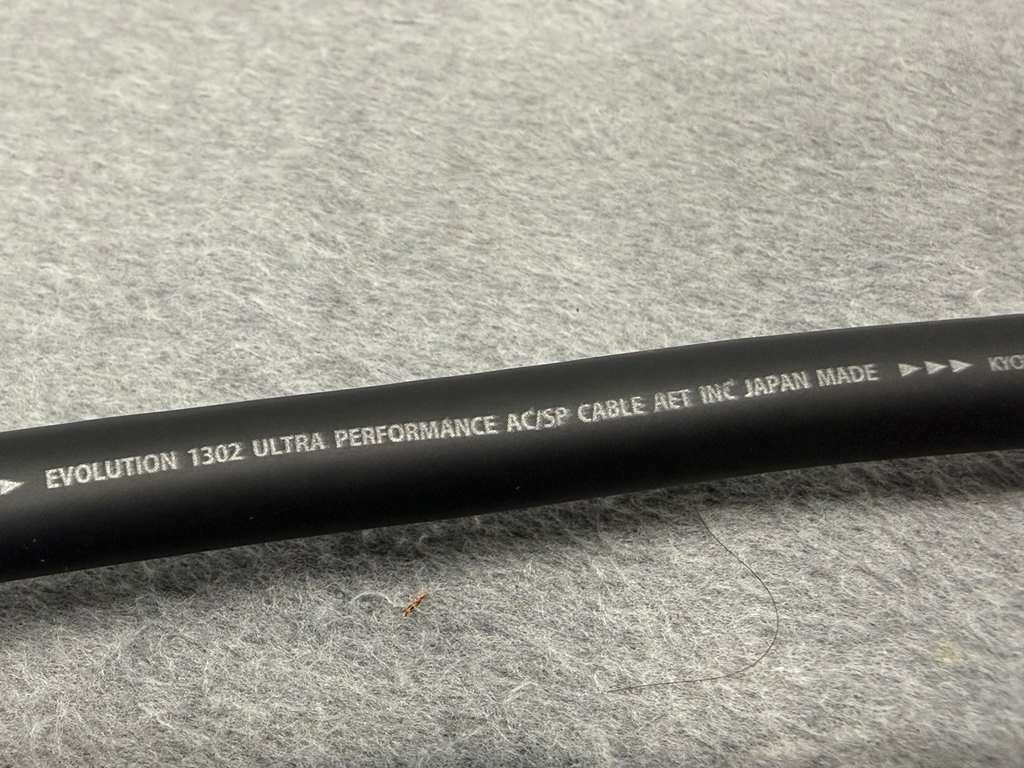 EVOLUTION 1302 ULTRA PERFORMANCE AC/SP CABLE AET INC JAPAN MADE